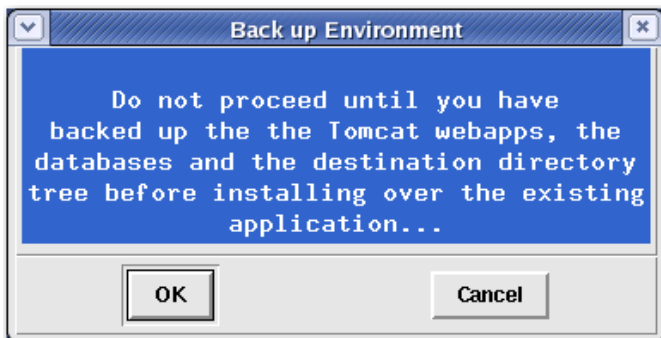 Back up Environment
Do not proceed until you have
backed up the the Tomcat webapps, the
databases and the destination directory
tree before installing over the existing
application...
OK Cancel